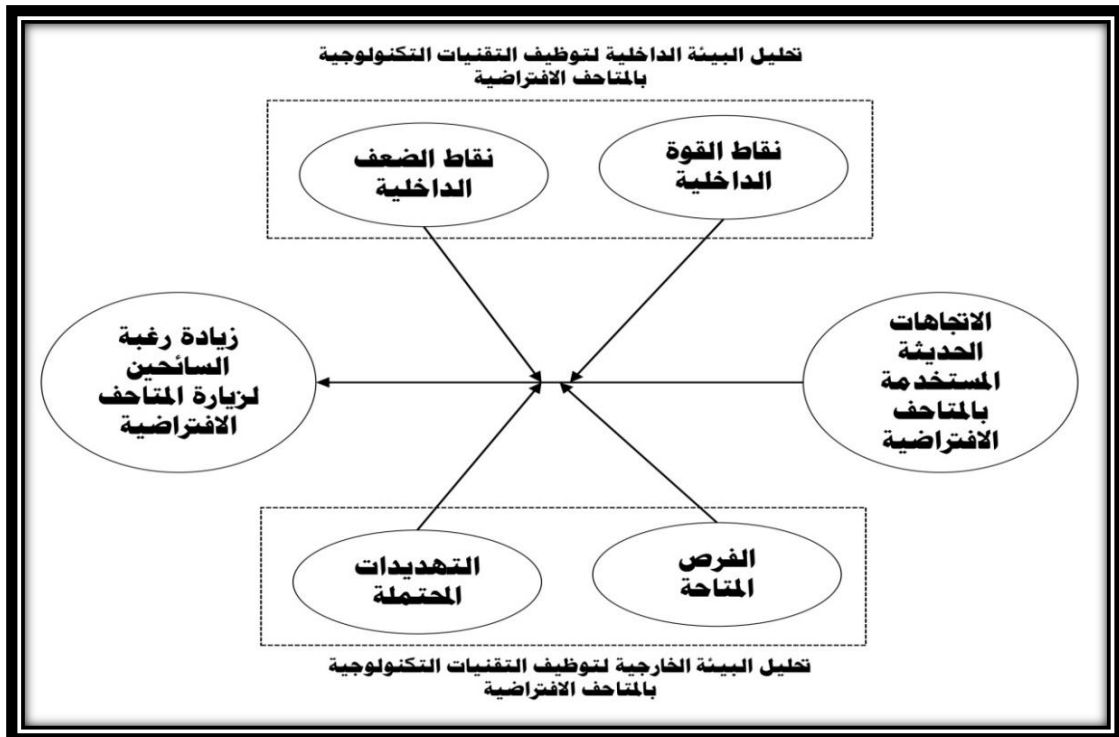 تحليل البيئة الداخلية لتوظيف التقنيات التكنولوجية
بالمتاحف الافتراضية
نقاط القوة
الداخلية
نقاط الضعف
الداخلية
الاتجاهات
الحديثة
المستخدمة
بالمتاحف
الافتراضية
زيادة رغبة
السائحين
لزيارة المتاحف
الافتراضية
الفرص
المتاحة
التهديدات
المحتملة
تحليل البيئة الخارجية لتوظيف التقنيات التكنولوجية
بالمتاحف الافتراضية